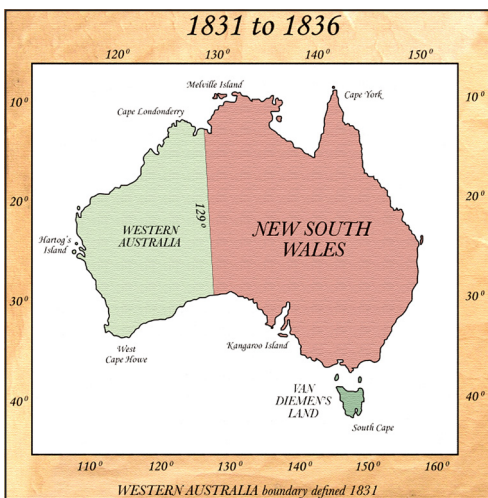 1831 to 1836
120° 130° 140° 150°
Melville Island
10° 10°
Cape York
Cape Londonderry
20° 20°
129°
WESTERN
AUSTRALIA
NEW SOUTH
WALES
Hartog's
Island
30° 30°
West
Cape Howe
Kangaroo Island
VAN
DIEMEN'S
LAND
40° 40°
South Cape
110° 120° 130° 140° 150° 160°
WESTERN AUSTRALIA boundary defined 1831